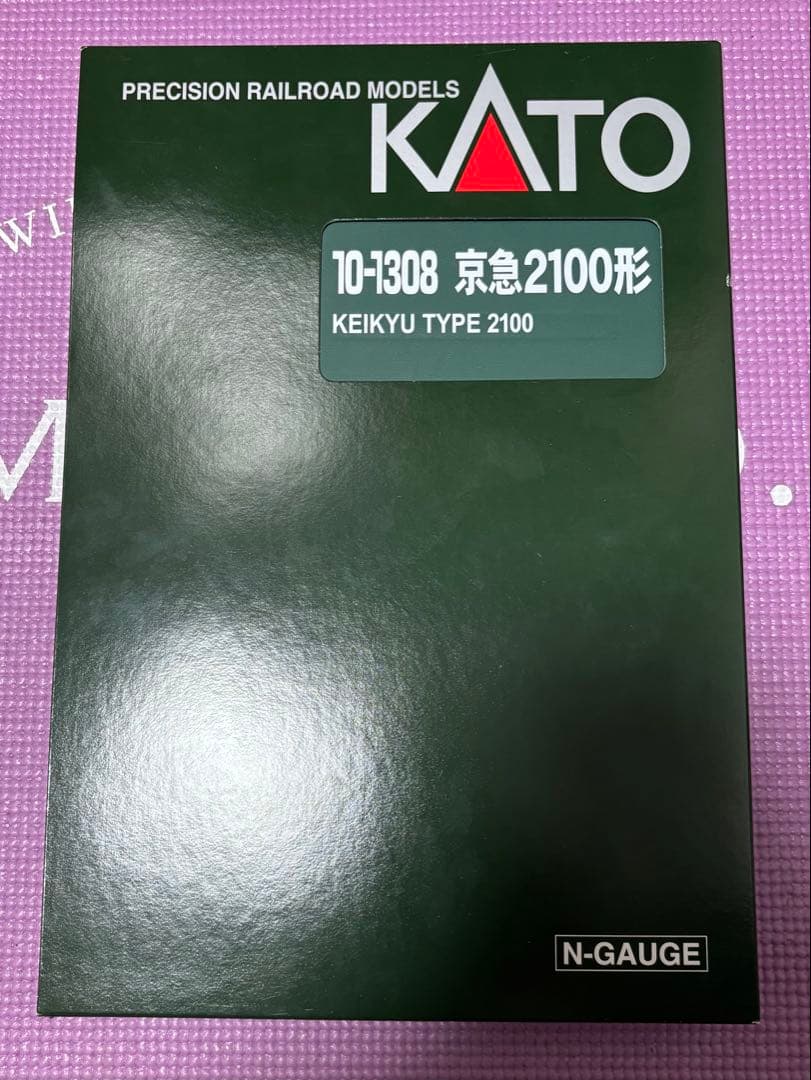 PRECISION RAILROAD MODELS
KATO
10-1308 京急2100形
KEIKYU TYPE 2100
N-GAUGE